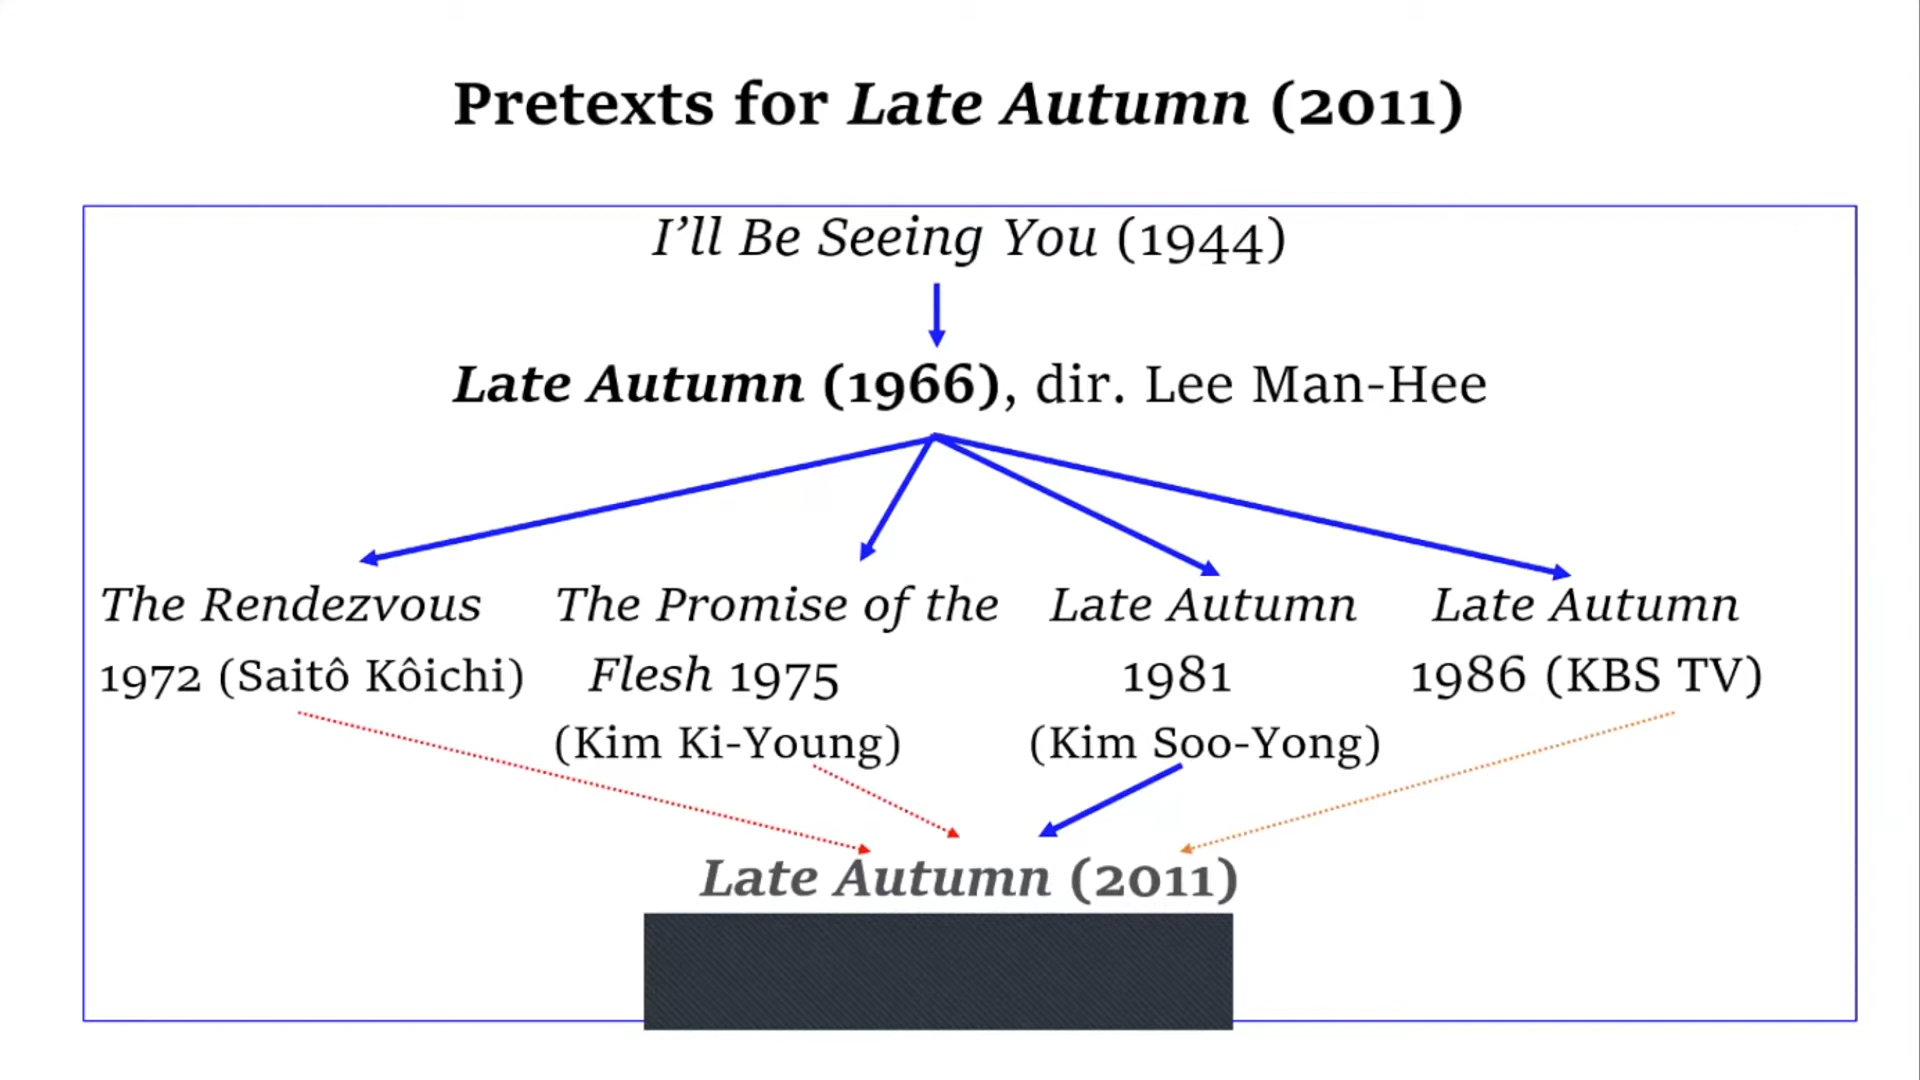 Pretexts for Late Autumn (2011)
I’ll Be Seeing You (1944)
Late Autumn (1966), dir. Lee Man-Hee
The Rendezvous
1972 (Saitô Kôichi)
The Promise of the
Flesh 1975
(Kim Ki-Young)
Late Autumn
1981
(Kim Soo-Yong)
Late Autumn
1986 (KBS TV)
Late Autumn (2011)